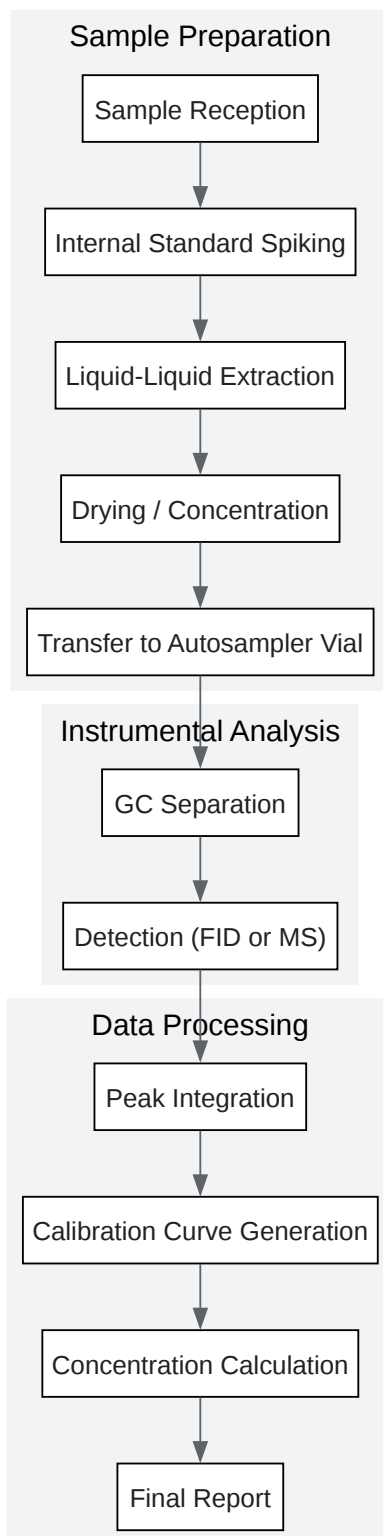 Sample Preparation
Sample Reception
Internal Standard Spiking
Liquid-Liquid Extraction
Drying / Concentration
Transfer to Autosampler Vial
Instrumental Analysis
GC Separation
Detection (FID or MS)
Data Processing
Peak Integration
Calibration Curve Generation
Concentration Calculation
Final Report